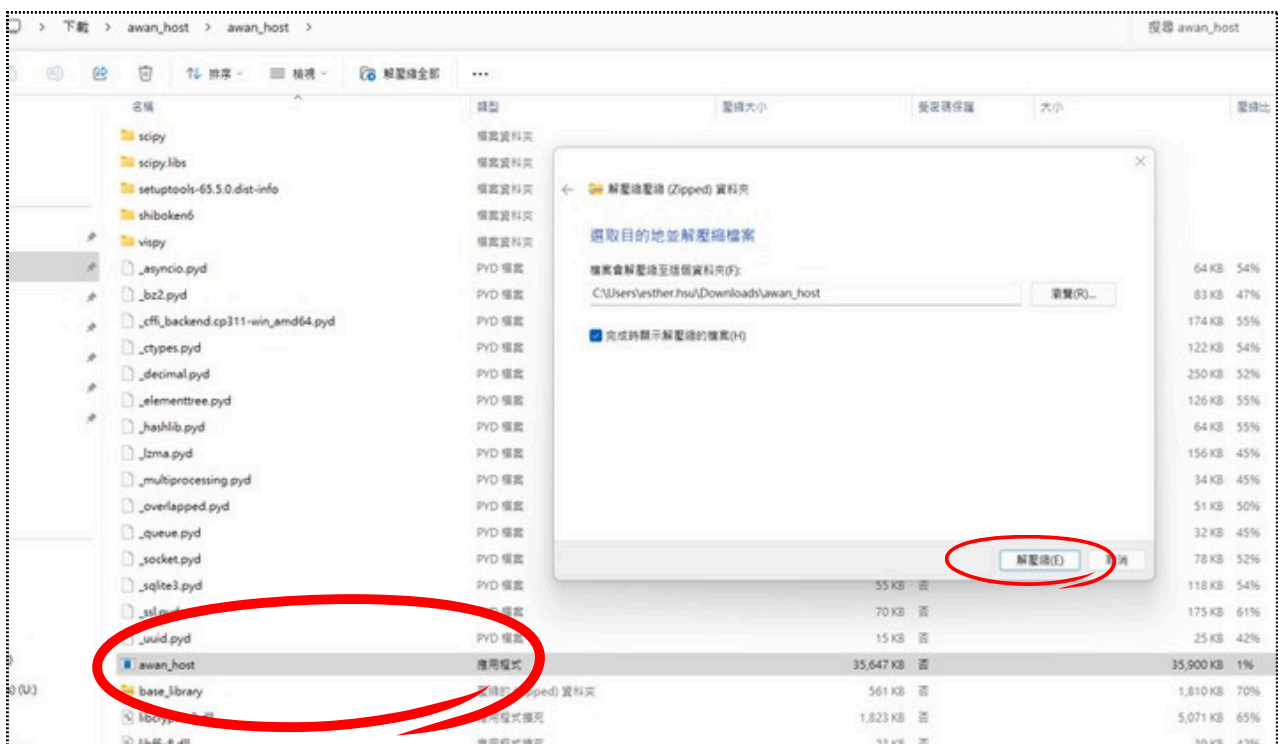 下載 > awan_host > awan_host >
搜尋 awan_host
排序
檢視
解壓縮全部
...
名稱 類型 壓縮大小 受密碼保護 大小 壓縮比
scipy 檔案資料夾
scipy.libs 檔案資料夾
setuptools-65.5.0.dist-info 檔案資料夾
shiboken6 檔案資料夾
vispy 檔案資料夾
_asyncio.pyd PYD 檔案 64 KB 54%
_bz2.pyd PYD 檔案 83 KB 47%
_cffi_backend.cp311-win_amd64.pyd PYD 檔案 174 KB 55%
_ctypes.pyd PYD 檔案 122 KB 54%
_decimal.pyd PYD 檔案 250 KB 52%
_elementtree.pyd PYD 檔案 126 KB 55%
_hashlib.pyd PYD 檔案 64 KB 55%
_lzma.pyd PYD 檔案 156 KB 45%
_multiprocessing.pyd PYD 檔案 34 KB 45%
_overlapped.pyd PYD 檔案 51 KB 50%
_queue.pyd PYD 檔案 32 KB 45%
_socket.pyd PYD 檔案 78 KB 52%
_sqlite3.pyd PYD 檔案 55 KB 否 118 KB 54%
檔案 70 KB 否 175 KB 61%
_uuid.pyd PYD 檔案 15 KB 否 25 KB 42%
awan_host 應用程式 35,647 KB 否 35,900 KB 1%
base_library 資料夾 561 KB 否 1,810 KB 70%
1,823 KB 否 5,071 KB 65%
(U:)
解壓縮壓縮 (Zipped) 資料夾
選取目的地並解壓縮檔案
檔案會解壓縮至這個資料夾(F):
C:\Users\esther.hsu\Downloads\awan_host
瀏覽(R)...
完成時顯示解壓縮的檔案(H)
解壓縮(E)
取消